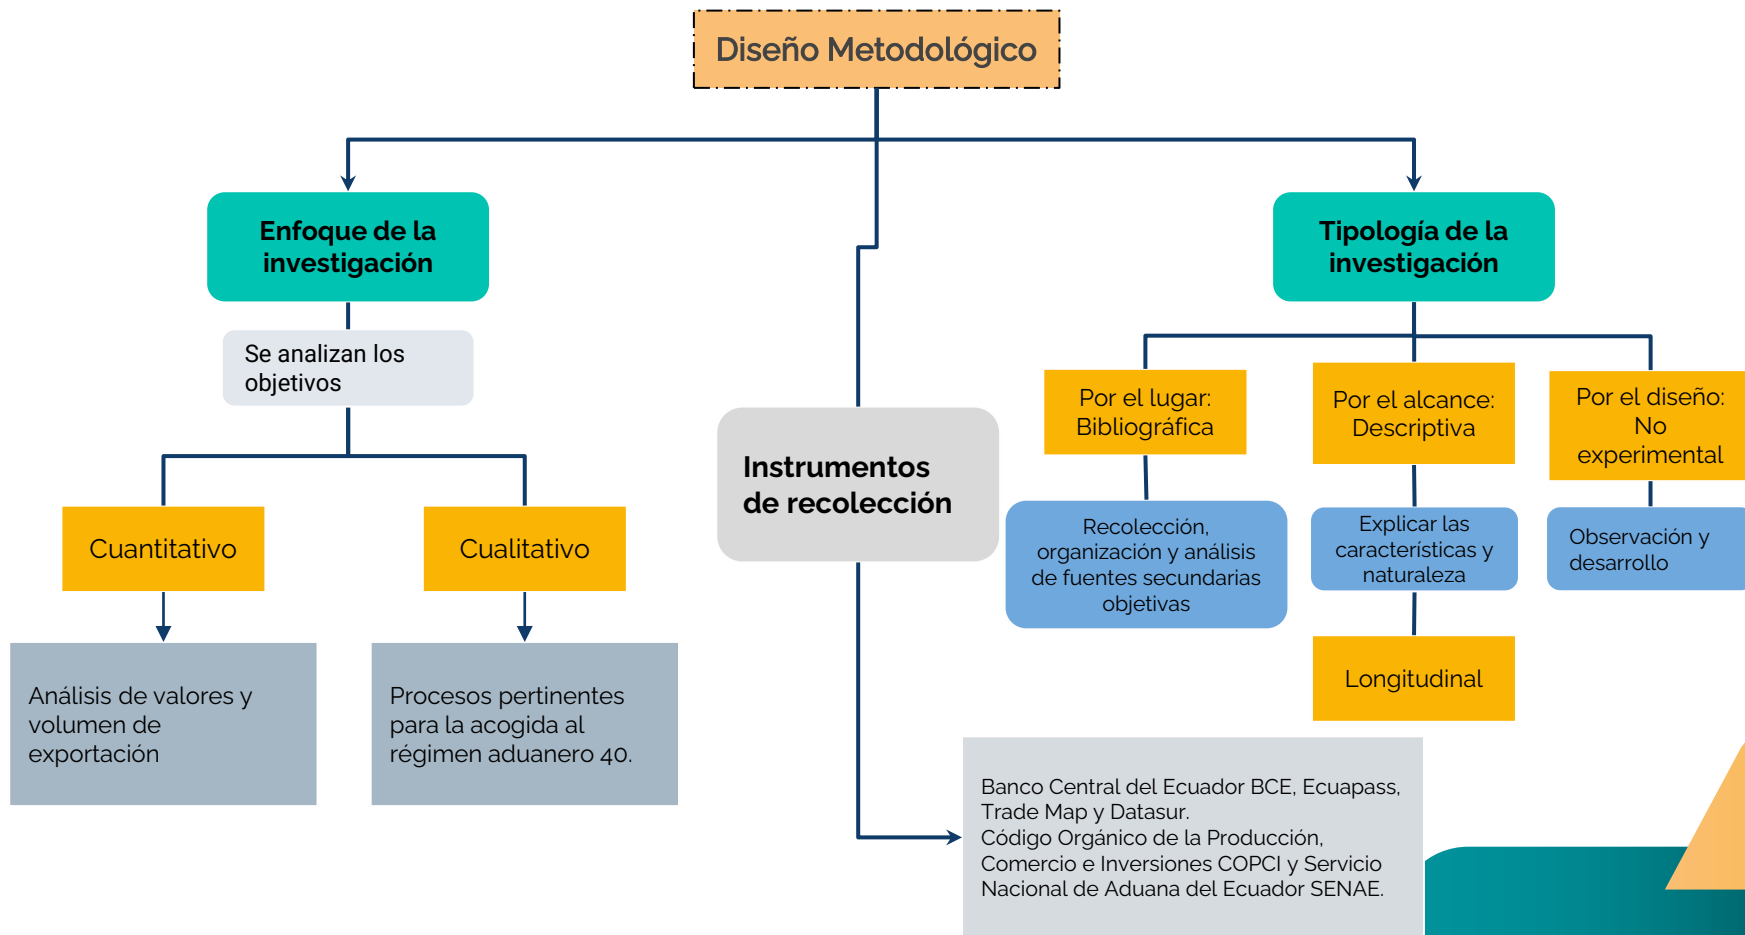 Diseño Metodológico
Enfoque de la
investigación
Se analizan los
objetivos
Cuantitativo
Cualitativo
Análisis de valores y
volumen de
exportación
Procesos pertinentes
para la acogida al
régimen aduanero 40.
Instrumentos
de recolección
Banco Central del Ecuador BCE, Ecuapass,
Trade Map y Datasur.
Código Orgánico de la Producción,
Comercio e Inversiones COPCI y Servicio
Nacional de Aduana del Ecuador SENAE.
Tipología de la
investigación
Por el lugar:
Bibliográfica
Recolección,
organización y análisis
de fuentes secundarias
objetivas
Por el alcance:
Descriptiva
Explicar las
características y
naturaleza
Longitudinal
Por el diseño:
No
experimental
Observación y
desarrollo